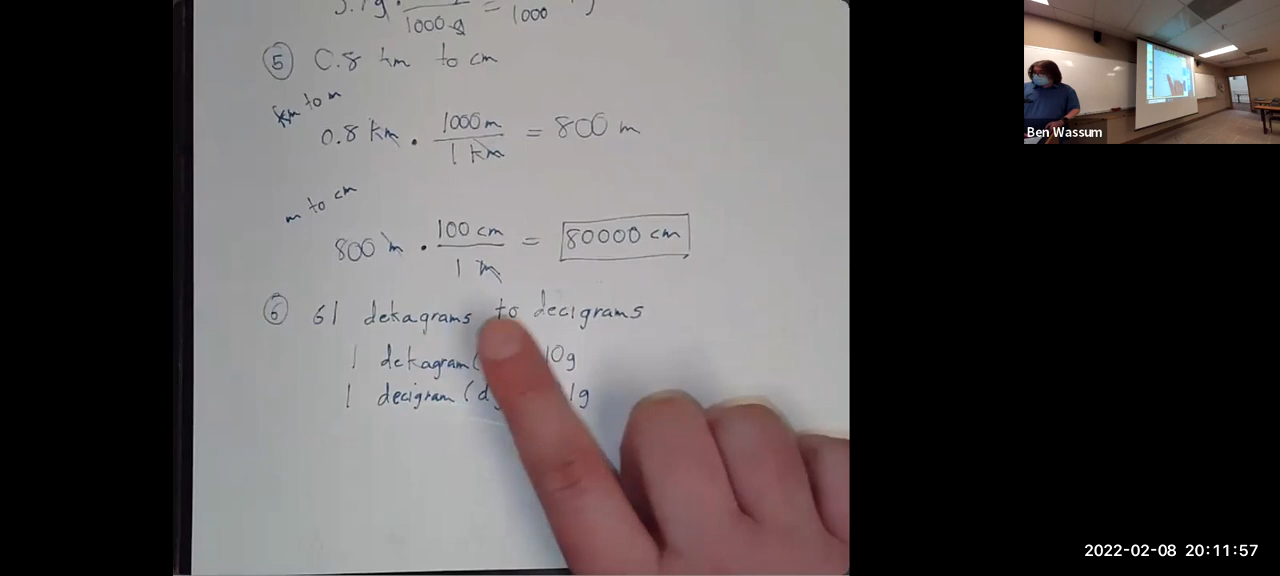 1000 g = 1000
⑤ 0.8 km to cm
km to m
0.8 km · 1000 m / 1 km = 800 m
m to cm
800 m · 100 cm / 1 m = 80000 cm
⑥ 61 dekagrams to decigrams
1 dekagram ( 10g
1 decigram (d 1g
Ben Wassum
2022-02-08 20:11:57